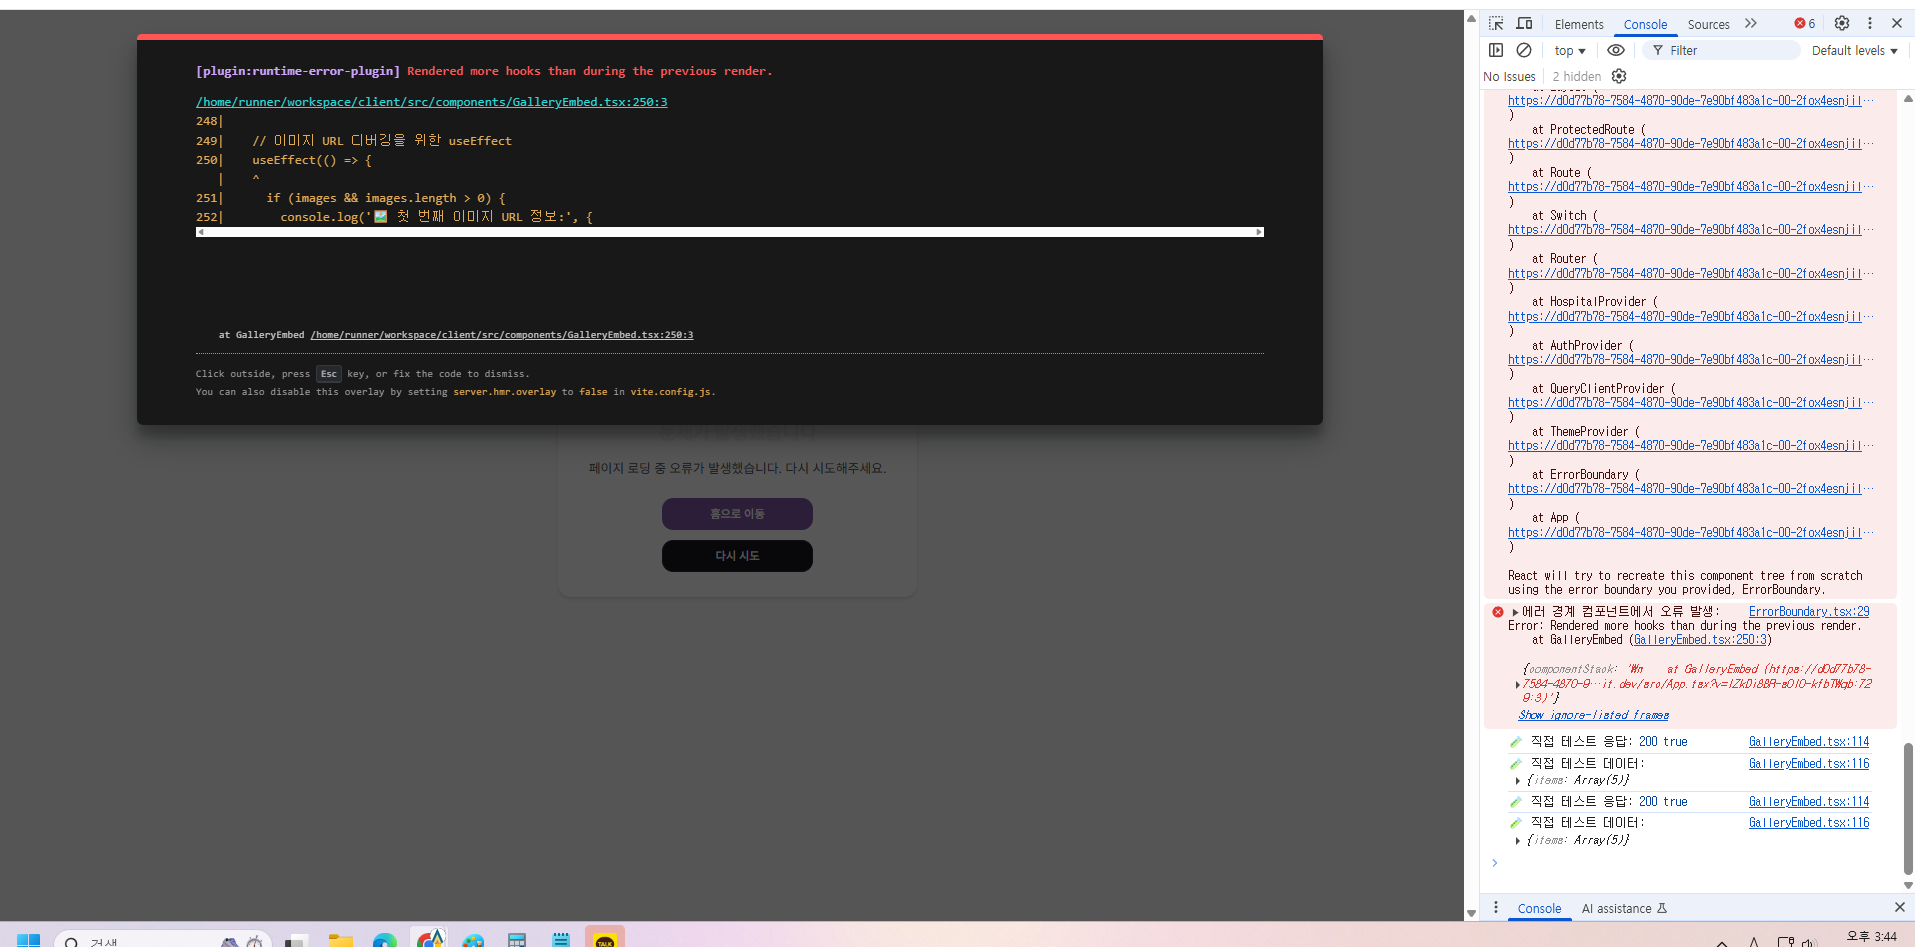 [plugin:runtime-error-plugin] Rendered more hooks than during the previous render.
/home/runner/workspace/client/src/components/GalleryEmbed.tsx:250:3
248|
249|    // 이미지 URL 디버깅을 위한 useEffect
250|    useEffect(() => {
   |    ^
251|      if (images && images.length > 0) {
252|        console.log('🖼️ 첫 번째 이미지 URL 정보:', {
at GalleryEmbed /home/runner/workspace/client/src/components/GalleryEmbed.tsx:250:3
Click outside, press Esc key, or fix the code to dismiss.
You can also disable this overlay by setting server.hmr.overlay to false in vite.config.js.
페이지 로딩 중 오류가 발생했습니다. 다시 시도해주세요.
홈으로 이동
다시 시도
Elements Console Sources 6
top Filter Default levels
No Issues 2 hidden
https://d0d77b78-7584-4870-90de-7e90bf483a1c-00-2fox4esnjil…
)
at ProtectedRoute (
https://d0d77b78-7584-4870-90de-7e90bf483a1c-00-2fox4esnjil…
)
at Route (
https://d0d77b78-7584-4870-90de-7e90bf483a1c-00-2fox4esnjil…
)
at Switch (
https://d0d77b78-7584-4870-90de-7e90bf483a1c-00-2fox4esnjil…
)
at Router (
https://d0d77b78-7584-4870-90de-7e90bf483a1c-00-2fox4esnjil…
)
at HospitalProvider (
https://d0d77b78-7584-4870-90de-7e90bf483a1c-00-2fox4esnjil…
)
at AuthProvider (
https://d0d77b78-7584-4870-90de-7e90bf483a1c-00-2fox4esnjil…
)
at QueryClientProvider (
https://d0d77b78-7584-4870-90de-7e90bf483a1c-00-2fox4esnjil…
)
at ThemeProvider (
https://d0d77b78-7584-4870-90de-7e90bf483a1c-00-2fox4esnjil…
)
at ErrorBoundary (
https://d0d77b78-7584-4870-90de-7e90bf483a1c-00-2fox4esnjil…
)
at App (
https://d0d77b78-7584-4870-90de-7e90bf483a1c-00-2fox4esnjil…
)
React will try to recreate this component tree from scratch
using the error boundary you provided, ErrorBoundary.
에러 경계 컴포넌트에서 오류 발생: ErrorBoundary.tsx:29
Error: Rendered more hooks than during the previous render.
at GalleryEmbed (GalleryEmbed.tsx:250:3)
{componentStack: '₩n    at GalleryEmbed (https://d0d77b78-
7584-4870-9…it.dev/src/App.tsx?v=
9:3)'}
Show ignore-listed frames
직접 테스트 응답: 200 true GalleryEmbed.tsx:114
직접 테스트 데이터: GalleryEmbed.tsx:116
{items: Array(5)}
직접 테스트 응답: 200 true GalleryEmbed.tsx:114
직접 테스트 데이터: GalleryEmbed.tsx:116
{items: Array(5)}
Console AI assistance
검색
TALK
오후 3:44